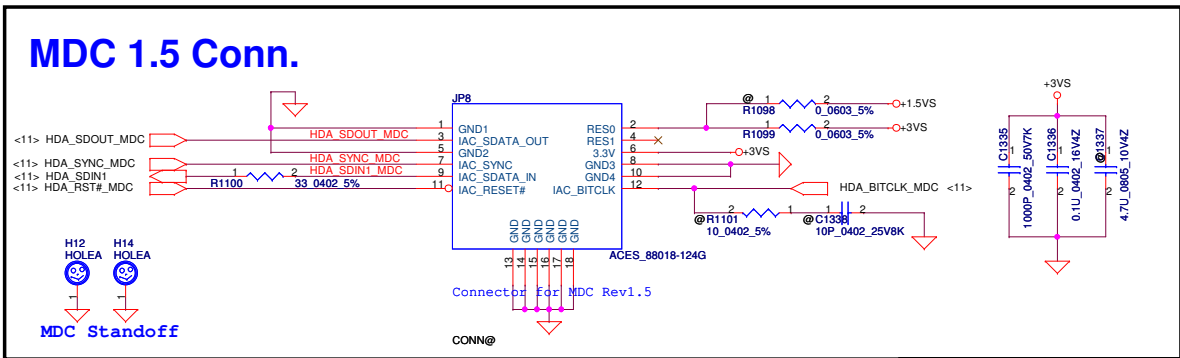 MDC 1.5 Conn.
JP8
1 GND1
3 IAC_SDATA_OUT
5 GND2
7 IAC_SYNC
9 IAC_SDATA_IN
11 IAC_RESET#
RES0 2
RES1 4
3.3V 6
GND3 8
GND4 10
IAC_BITCLK 12
GND GND GND GND GND GND
13 14 15 16 17 18
ACES_88018-124G
Connector for MDC Rev1.5
CONN@
<11> HDA_SDOUT_MDC
HDA_SDOUT_MDC
<11> HDA_SYNC_MDC
HDA_SYNC_MDC
<11> HDA_SDIN1
HDA_SDIN1_MDC
<11> HDA_RST#_MDC
1 2
R1100 33_0402_5%
@ 1 2 +1.5VS
R1098 0_0603_5%
1 2 +3VS
R1099 0_0603_5%
+3VS
HDA_BITCLK_MDC <11>
2 1
@R1101
10_0402_5%
1 2
@C1338
10P_0402_25V8K
+3VS
C1335 1 2 1000P_0402_50V7K
C1336 1 2 0.1U_0402_16V4Z
@C1337 1 2 4.7U_0805_10V4Z
H12
HOLEA
1
H14
HOLEA
1
MDC Standoff